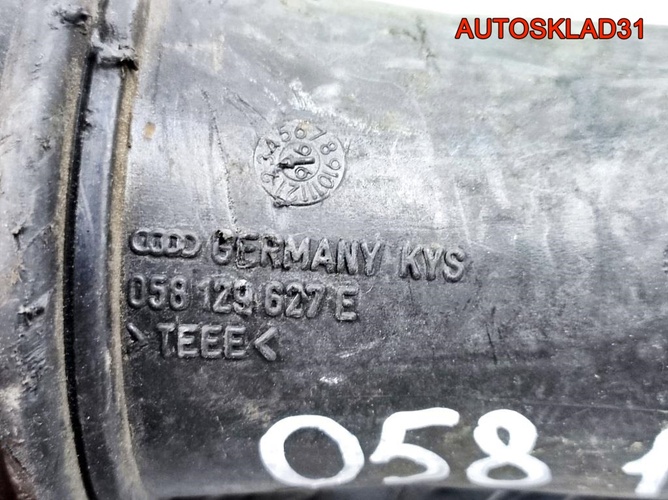 AUTOSKLAD31
GERMANY KYS
058 129 627 E
>TEEE<
058